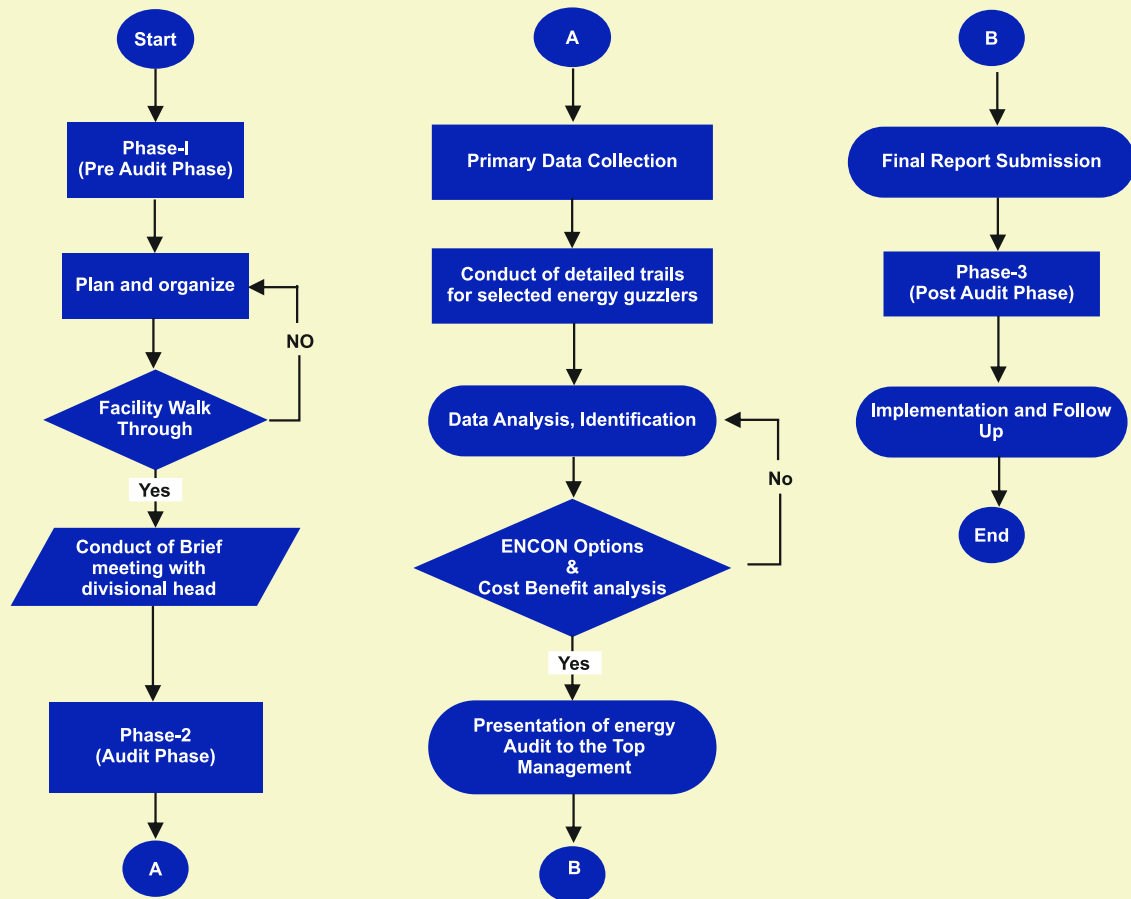 Start
Phase-I
(Pre Audit Phase)
Plan and organize
NO
Facility Walk
Through
Yes
Conduct of Brief
meeting with
divisional head
Phase-2
(Audit Phase)
A
A
Primary Data Collection
Conduct of detailed trails
for selected energy guzzlers
Data Analysis, Identification
No
ENCON Options
&
Cost Benefit analysis
Yes
Presentation of energy
Audit to the Top
Management
B
B
Final Report Submission
Phase-3
(Post Audit Phase)
Implementation and Follow
Up
End